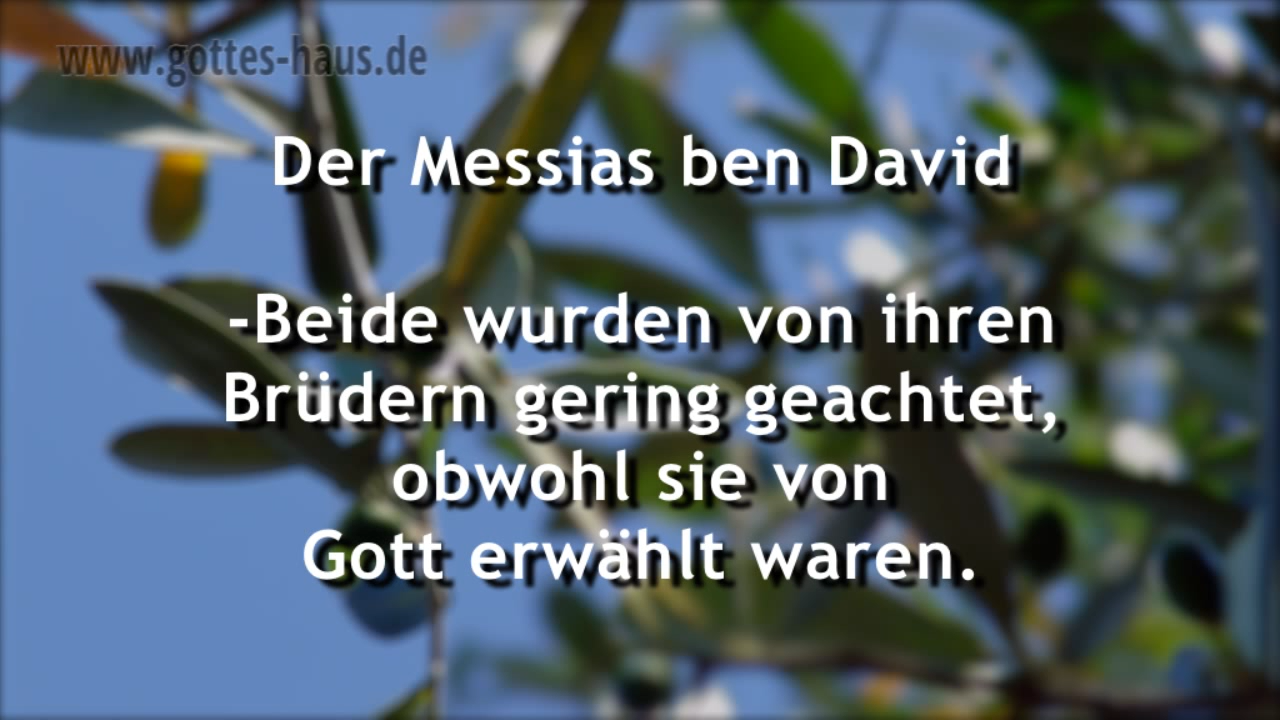 www.gottes-haus.de
Der Messias ben David
-Beide wurden von ihren
Brüdern gering geachtet,
obwohl sie von
Gott erwählt waren.